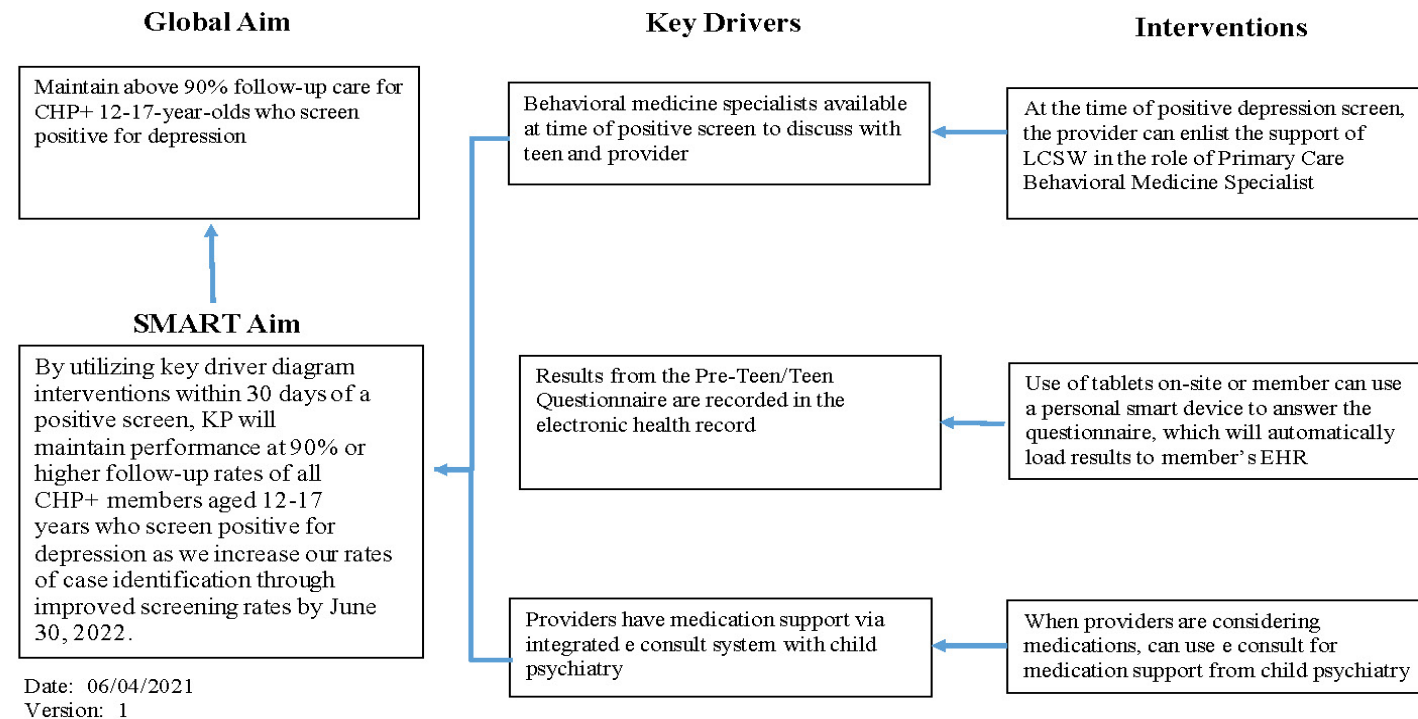 Global Aim
Maintain above 90% follow-up care for
CHP+ 12-17-year-olds who screen
positive for depression
SMART Aim
By utilizing key driver diagram
interventions within 30 days of a
positive screen, KP will
maintain performance at 90% or
higher follow-up rates of all
CHP+ members aged 12-17
years who screen positive for
depression as we increase our rates
of case identification through
improved screening rates by June
30, 2022.
Date: 06/04/2021
Version: 1
Key Drivers
Behavioral medicine specialists available
at time of positive screen to discuss with
teen and provider
Results from the Pre-Teen/Teen
Questionnaire are recorded in the
electronic health record
Providers have medication support via
integrated e consult system with child
psychiatry
Interventions
At the time of positive depression screen,
the provider can enlist the support of
LCSW in the role of Primary Care
Behavioral Medicine Specialist
Use of tablets on-site or member can use
a personal smart device to answer the
questionnaire, which will automatically
load results to member's EHR
When providers are considering
medications, can use e consult for
medication support from child psychiatry